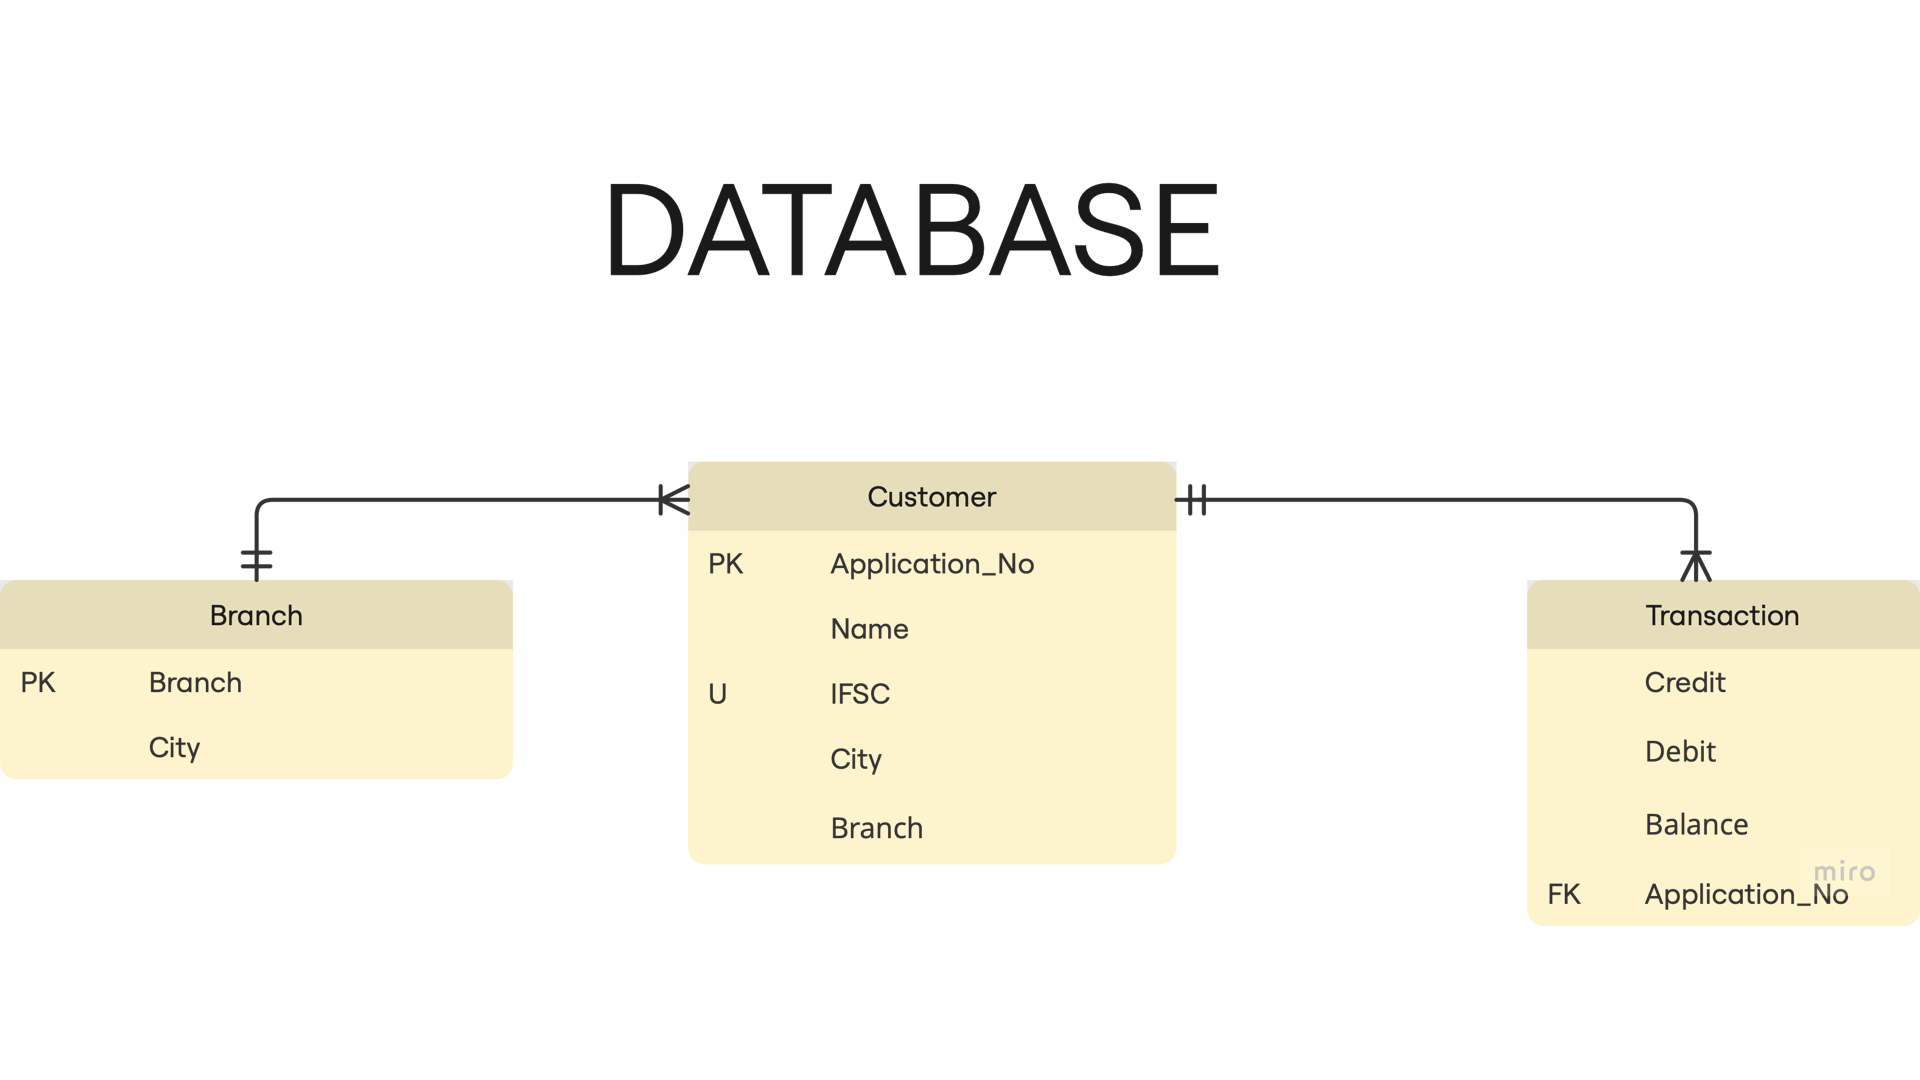 DATABASE
Branch
PK Branch
City
Customer
PK Application_No
Name
U IFSC
City
Branch
Transaction
Credit
Debit
Balance
FK Application_No
miro